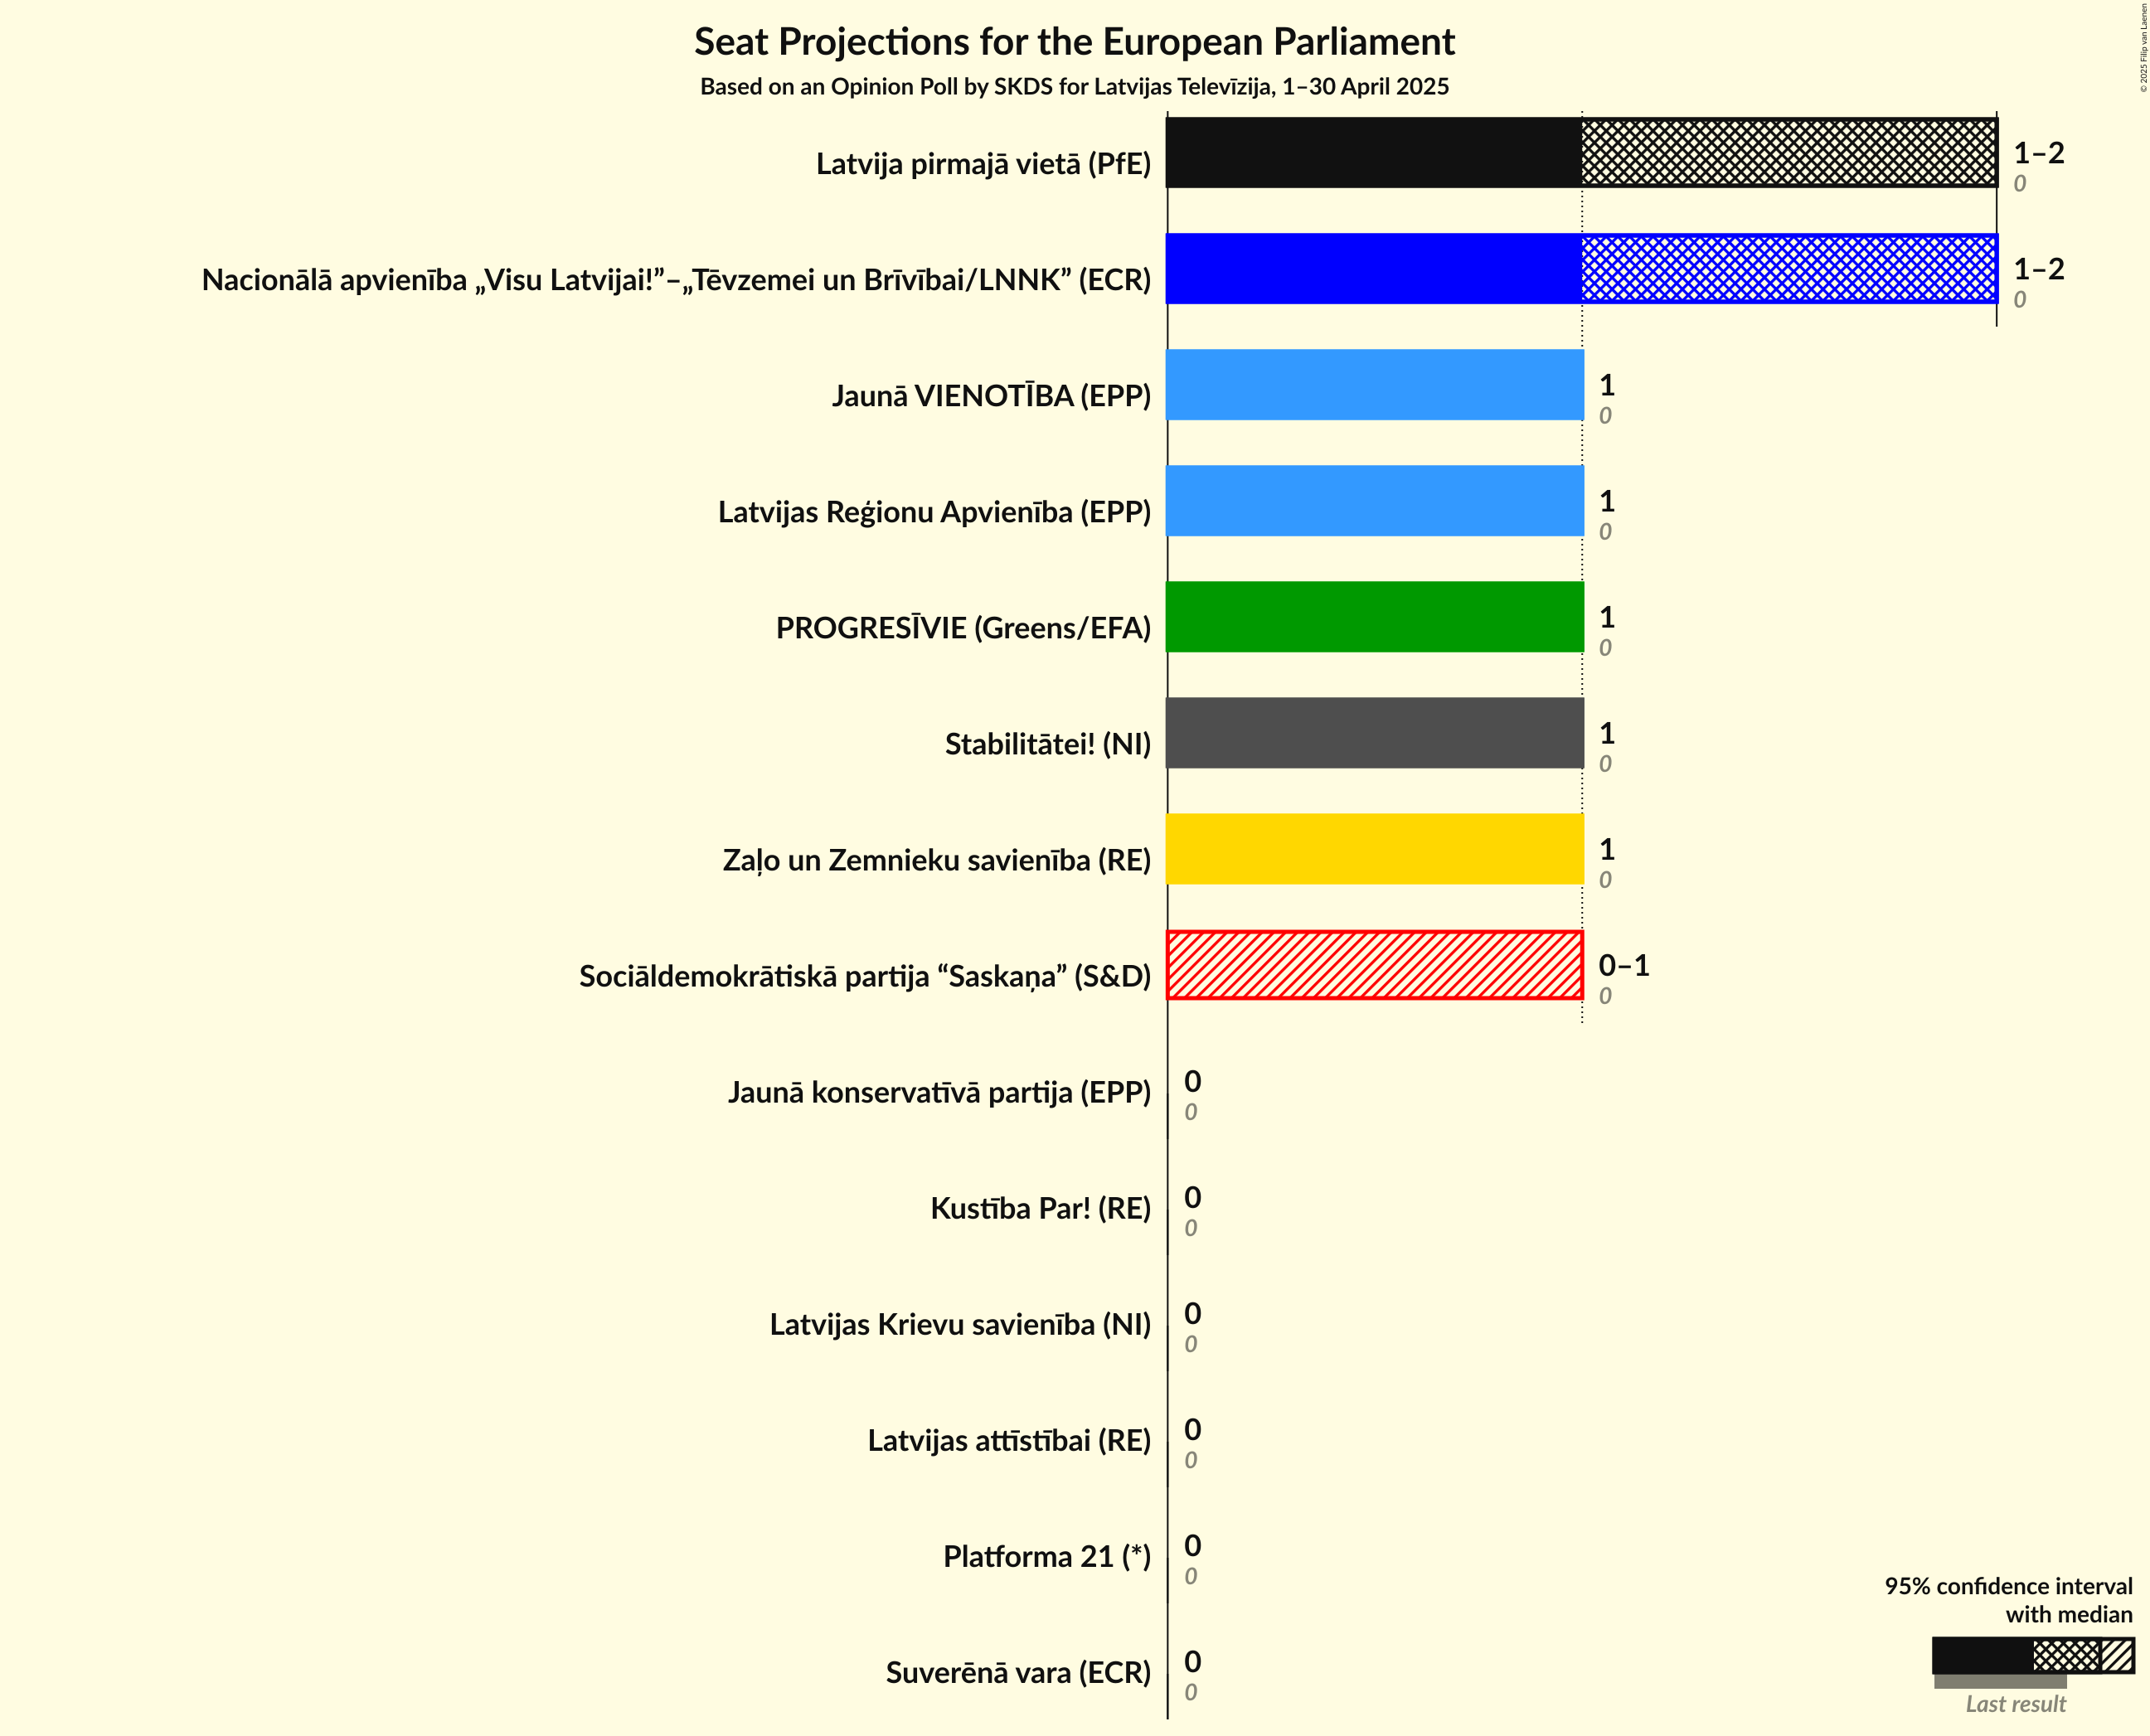 Seat Projections for the European Parliament
Based on an Opinion Poll by SKDS for Latvijas Televīzija, 1–30 April 2025
© 2025 Filip van Laenen
Latvija pirmajā vietā (PfE)
1–2
0
Nacionālā apvienība „Visu Latvijai!”–„Tēvzemei un Brīvībai/LNNK” (ECR)
1–2
0
Jaunā VIENOTĪBA (EPP)
1
0
Latvijas Reģionu Apvienība (EPP)
1
0
PROGRESĪVIE (Greens/EFA)
1
0
Stabilitātei! (NI)
1
0
Zaļo un Zemnieku savienība (RE)
1
0
Sociāldemokrātiskā partija “Saskaņa” (S&D)
0–1
0
Jaunā konservatīvā partija (EPP)
0
0
Kustība Par! (RE)
0
0
Latvijas Krievu savienība (NI)
0
0
Latvijas attīstībai (RE)
0
0
Platforma 21 (*)
0
0
Suverēnā vara (ECR)
0
0
95% confidence interval
with median
Last result